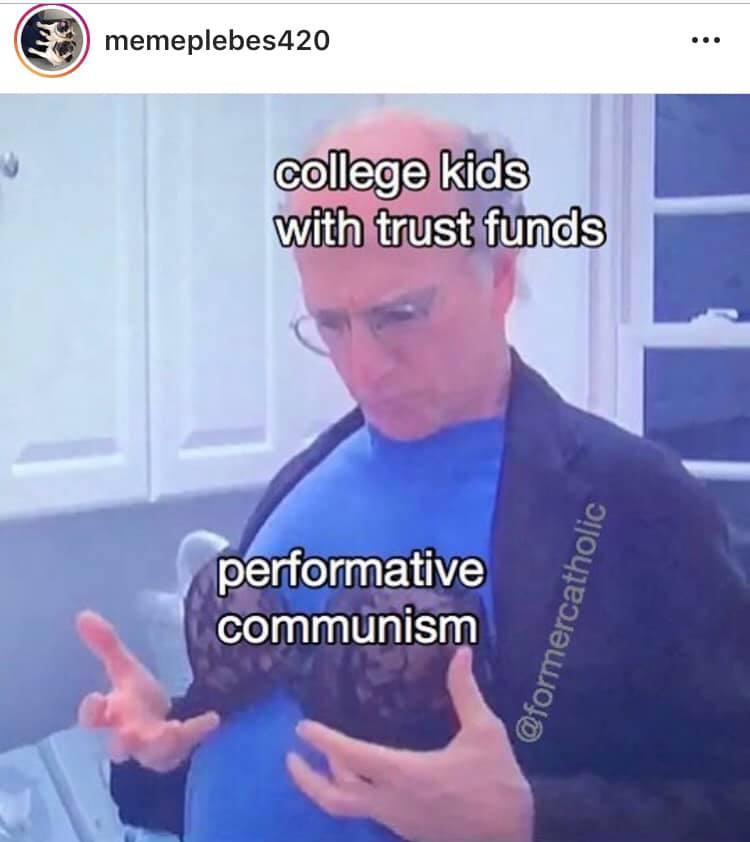 memeplebes420
college kids
with trust funds
performative
communism
@formercatholic